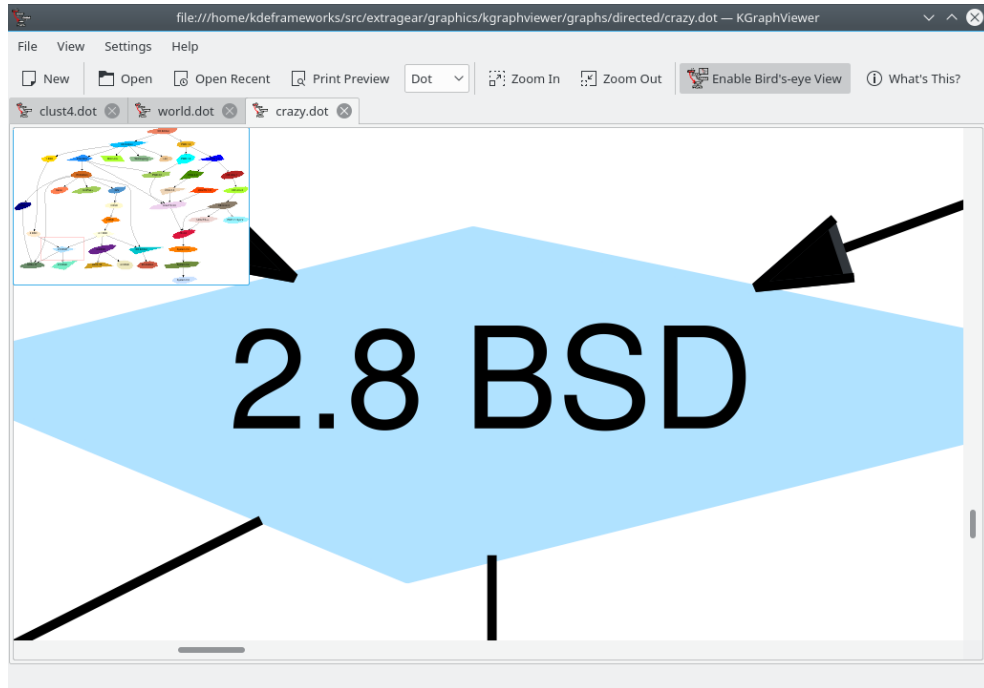 file:///home/kdeframeworks/src/extragear/graphics/kgraphviewer/graphs/directed/crazy.dot — KGraphViewer
File View Settings Help
New Open Open Recent Print Preview Dot Zoom In Zoom Out Enable Bird's-eye View What's This?
clust4.dot world.dot crazy.dot
2.8 BSD